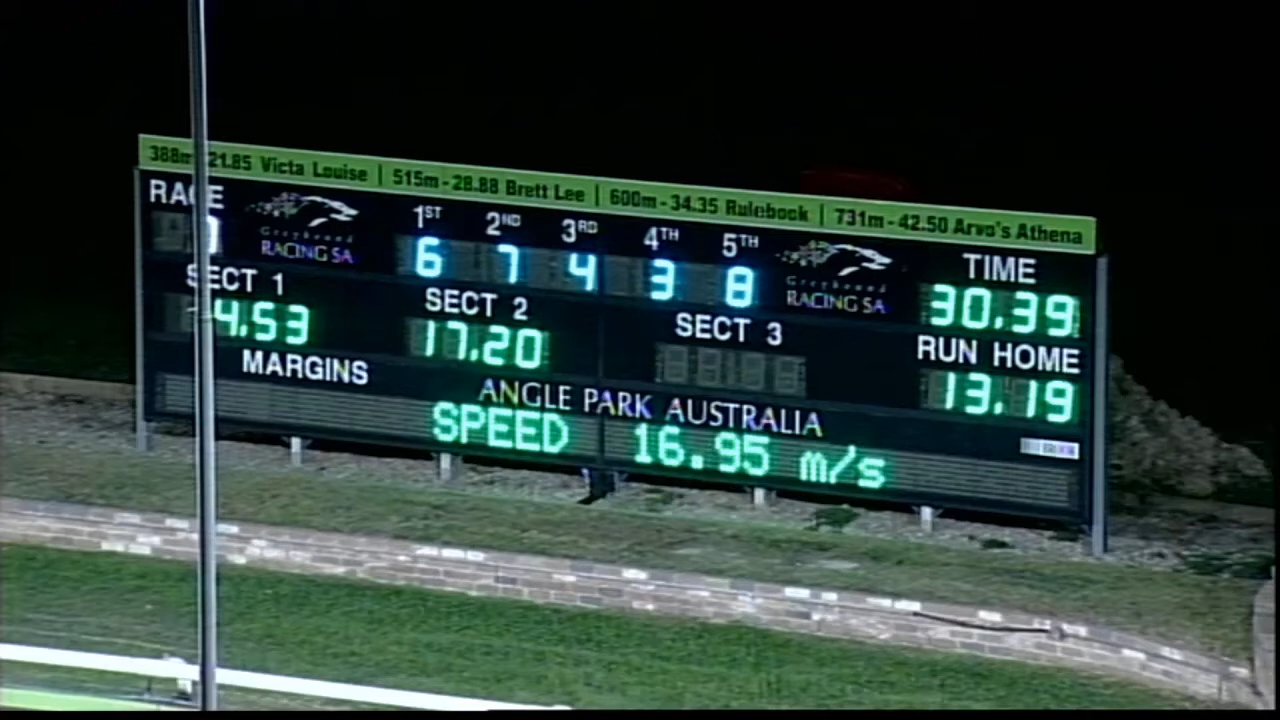 388m 21.85 Victa Louise | 515m - 28.88 Brett Lee | 600m - 34.35 Rulebook | 731m - 42.50 Arvo's Athena
RACE
Greyhound
RACING SA
1ST 2ND 3RD 4TH 5TH
6 7 4 3 8
Greyhound
RACING SA
TIME
30.39
SECT 1
4.53
SECT 2
17.20
SECT 3
RUN HOME
13.19
MARGINS
ANGLE PARK AUSTRALIA
SPEED 16.95 m/s